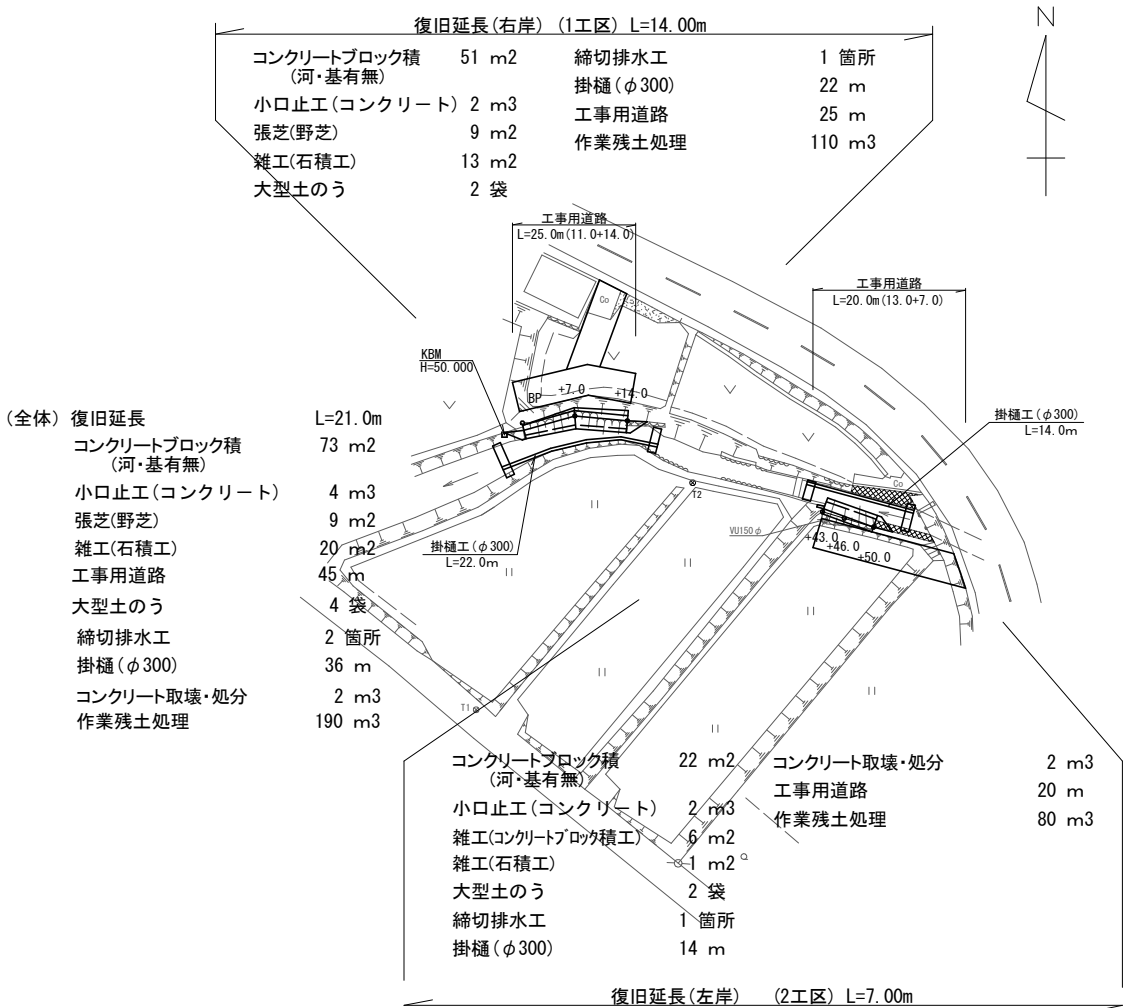 復旧延長(右岸) (1工区) L=14.00m
コンクリートブロック積 51 m2
(河・基有無)
小口止工(コンクリート) 2 m3
張芝(野芝) 9 m2
雑工(石積工) 13 m2
大型土のう 2 袋
締切排水工 1 箇所
掛樋(φ300) 22 m
工事用道路 25 m
作業残土処理 110 m3
N
工事用道路
L=25.0m(11.0+14.0)
工事用道路
L=20.0m(13.0+7.0)
Co
KBM
H=50.000
BP
+7.0
+14.0
掛樋工(φ300)
L=14.0m
Co
T2
VU150φ
+43.0
+46.0
+50.0
掛樋工(φ300)
L=22.0m
T1
(全体) 復旧延長 L=21.0m
コンクリートブロック積 73 m2
(河・基有無)
小口止工(コンクリート) 4 m3
張芝(野芝) 9 m2
雑工(石積工) 20 m2
工事用道路 45 m
大型土のう 4 袋
締切排水工 2 箇所
掛樋(φ300) 36 m
コンクリート取壊・処分 2 m3
作業残土処理 190 m3
コンクリートブロック積 22 m2
(河・基有無)
小口止工(コンクリート) 2 m3
雑工(コンクリートブロック積工) 6 m2
雑工(石積工) 1 m2
大型土のう 2 袋
締切排水工 1 箇所
掛樋(φ300) 14 m
コンクリート取壊・処分 2 m3
工事用道路 20 m
作業残土処理 80 m3
復旧延長(左岸) (2工区) L=7.00m